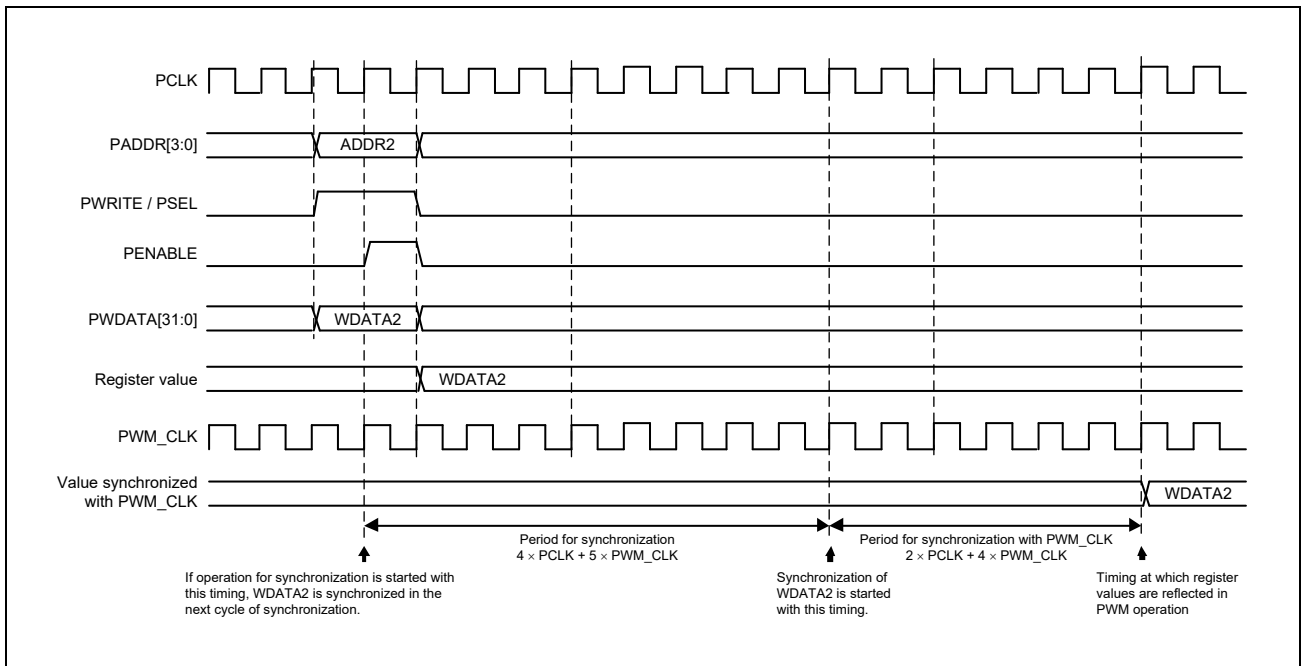 PCLK
PADDR[3:0]
ADDR2
PWRITE / PSEL
PENABLE
PWDATA[31:0]
WDATA2
Register value
WDATA2
PWM_CLK
Value synchronized
with PWM_CLK
WDATA2
Period for synchronization
4 × PCLK + 5 × PWM_CLK
Period for synchronization with PWM_CLK
2 × PCLK + 4 × PWM_CLK
If operation for synchronization is started with
this timing, WDATA2 is synchronized in the
next cycle of synchronization.
Synchronization of
WDATA2 is started
with this timing.
Timing at which register
values are reflected in
PWM operation